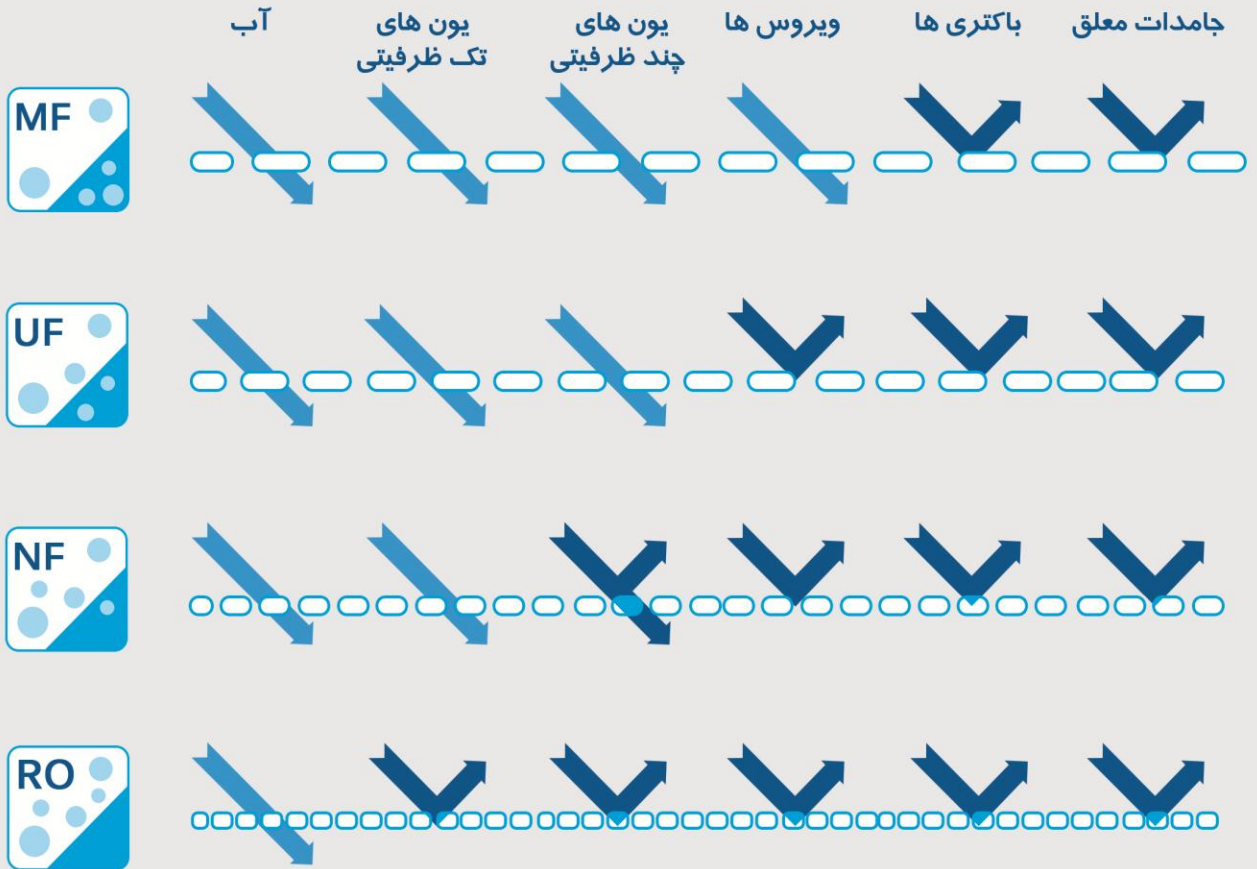 جامدات معلق
باکتری ها
ویروس ها
یون های
چند ظرفیتی
یون های
تک ظرفیتی
آب
MF
UF
NF
RO